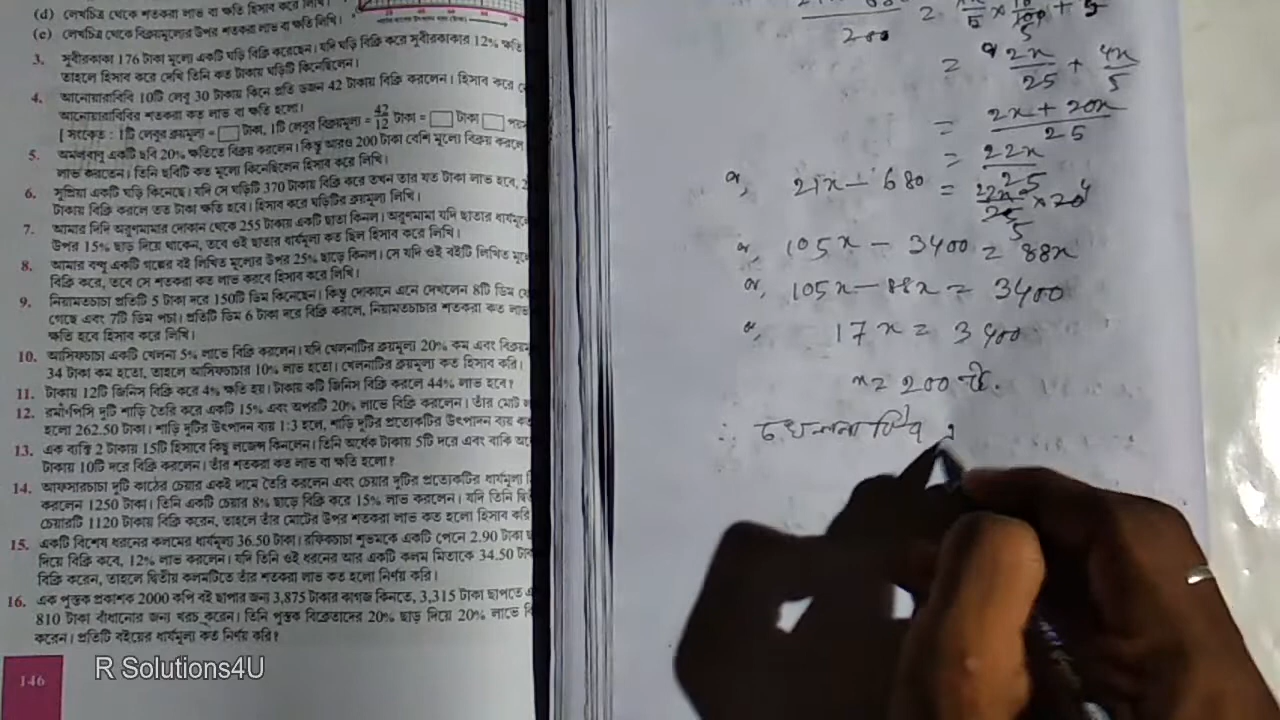 (d) লেখচিত্র থেকে শতকরা লাভ বা ক্ষতি হিসাব করে লিখি।
(e) লেখচিত্র থেকে বিক্রয়মূল্যের উপর শতকরা লাভ বা ক্ষতি লিখি।
3. সুবীরকাকা 176 টাকা মূল্যে একটি ঘড়ি বিক্রি করেছেন। যদি ঘড়ি বিক্রি করে সুবীরকাকার 12% ক্ষতি
তাহলে হিসাব করে দেখি তিনি কত টাকায় ঘড়িটি কিনেছিলেন।
4. আনোয়ারাবিবি 10টি লেবু 30 টাকায় কিনে প্রতি ডজন 42 টাকায় বিক্রি করলেন। হিসাব করে
আনোয়ারাবিবির শতকরা কত লাভ বা ক্ষতি হলো।
[ সংকেত : 1টি লেবুর ক্রয়মূল্য = টাকা, 1টি লেবুর বিক্রয়মূল্য = 42/12 টাকা = টাকা
5. অমলবাবু একটি ছবি 20% ক্ষতিতে বিক্রয় করলেন। কিন্তু আরও 200 টাকা বেশি মূল্যে বিক্রয় করলে
লাভ করতেন। তিনি ছবিটি কত মূল্যে কিনেছিলেন হিসাব করে লিখি।
6. সুপ্রিয়া একটি ঘড়ি কিনেছে। যদি সে ঘড়িটি 370 টাকায় বিক্রি করে তখন তার যত টাকা লাভ হবে, 2
টাকায় বিক্রি করলে তত টাকা ক্ষতি হবে। হিসাব করে ঘড়িটির ক্রয়মূল্য লিখি।
7. আমার দিদি অরুণমামার দোকান থেকে 255 টাকায় একটি ছাতা কিনল। অরুণমামা যদি ছাতার ধার্যমূল্যে
উপর 15% ছাড় দিয়ে থাকেন, তবে ওই ছাতার ধার্যমূল্য কত ছিল হিসাব করে লিখি।
8. আমার বন্ধু একটি গল্পের বই লিখিত মূল্যের উপর 25% ছাড়ে কিনল। সে যদি ওই বইটি লিখিত মূল্যে
বিক্রি করে, তবে সে শতকরা কত লাভ করবে হিসাব করে লিখি।
9. নিয়ামতচাচা প্রতিটি 5 টাকা দরে 150টি ডিম কিনেছেন। কিন্তু দোকানে এনে দেখলেন 8টি ডিম
গেছে এবং 7টি ডিম পচা। প্রতিটি ডিম 6 টাকা দরে বিক্রি করলে, নিয়ামতচাচার শতকরা কত লাভ
ক্ষতি হবে হিসাব করে লিখি।
10. আসিফচাচা একটি খেলনা 5% লাভে বিক্রি করলেন। যদি খেলনাটির ক্রয়মূল্য 20% কম এবং বিক্রয়
34 টাকা কম হতো, তাহলে আসিফচাচার 10% লাভ হতো। খেলনাটির ক্রয়মূল্য কত হিসাব করি।
11. টাকায় 12টি জিনিস বিক্রি করে 4% ক্ষতি হয়। টাকায় কটি জিনিস বিক্রি করলে 44% লাভ হবে?
12. রমাপিসি দুটি শাড়ি তৈরি করে একটি 15% এবং অপরটি 20% লাভে বিক্রি করলেন। তাঁর মোট
হলো 262.50 টাকা। শাড়ি দুটির উৎপাদন ব্যয় 1:3 হলে, শাড়ি দুটির প্রত্যেকটির উৎপাদন ব্যয় কত
13. এক ব্যক্তি 2 টাকায় 15টি হিসাবে কিছু লজেন্স কিনলেন। তিনি অর্ধেক টাকায় 5টি দরে এবং বাকি
টাকায় 10টি দরে বিক্রি করলেন। তাঁর শতকরা কত লাভ বা ক্ষতি হলো?
14. আফসারচাচা দুটি কাঠের চেয়ার একই দামে তৈরি করলেন এবং চেয়ার দুটির প্রত্যেকটির ধার্যমূল্য
করলেন 1250 টাকা। তিনি একটি চেয়ার 8% ছাড়ে বিক্রি করে 15% লাভ করলেন। যদি তিনি
চেয়ারটি 1120 টাকায় বিক্রি করেন, তাহলে তাঁর মোটের উপর শতকরা লাভ কত হলো হিসাব করি
15. একটি বিশেষ ধরনের কলমের ধার্যমূল্য 36.50 টাকা। রফিকচাচা শুভমকে একটি পেনে 2.90 টাকা
দিয়ে বিক্রি করে, 12% লাভ করলেন। যদি তিনি ওই ধরনের আর একটি কলম মিতাকে 34.50 টাকা
বিক্রি করেন, তাহলে দ্বিতীয় কলমটিতে তাঁর শতকরা লাভ কত হলো নির্ণয় করি।
16. এক পুস্তক প্রকাশক 2000 কপি বই ছাপার জন্য 3,875 টাকার কাগজ কিনতে, 3,315 টাকা ছাপতে
810 টাকা বাঁধানোর জন্য খরচ করেন। তিনি পুস্তক বিক্রেতাদের 20% ছাড় দিয়ে 20% লাভে
করেন। প্রতিটি বইয়ের ধার্যমূল্য কত নির্ণয় করি?
146
R Solutions4U
200
= 2x/25 + 4x/5
= 2x + 20x / 25
= 22x / 25
বা, 21x - 680 = 22x/25 × 20
বা, 105x - 3400 = 88x
বা, 105x - 88x = 3400
বা, 17x = 3400
x = 200 টা.